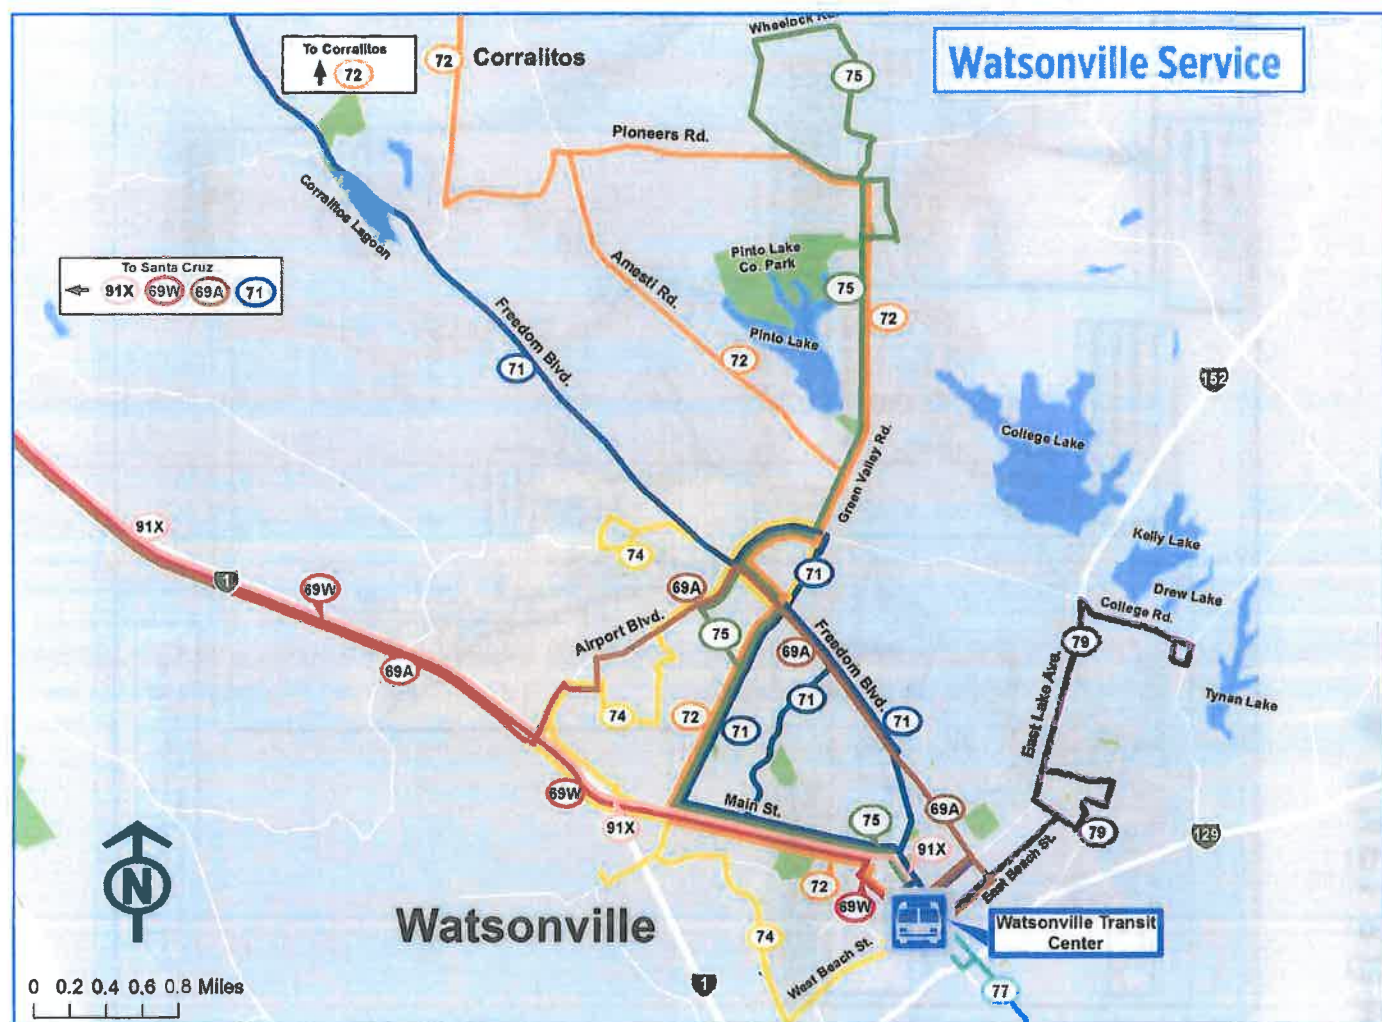 Wheelock Rd.
To Corralitos
72
72
Corralitos
Watsonville Service
75
Pioneers Rd.
Corralitos Lagoon
Pinto Lake
Co. Park
To Santa Cruz
91X 69W 69A 71
Amesti Rd.
75
72
Freedom Blvd.
Pinto Lake
71
72
152
College Lake
Green Valley Rd.
91X
Kelly Lake
74
1
69W
71
69A
Drew Lake
College Rd.
Airport Blvd.
75
Freedom Blvd.
79
69A
69A
East Lake Ave.
Tynan Lake
71
74
72
71
71
69W
Main St.
69A
91X
75
79
129
91X
East Beach St.
72
69W
N
Watsonville
Watsonville Transit
Center
74
West Beach St.
0 0.2 0.4 0.6 0.8 Miles
1
77